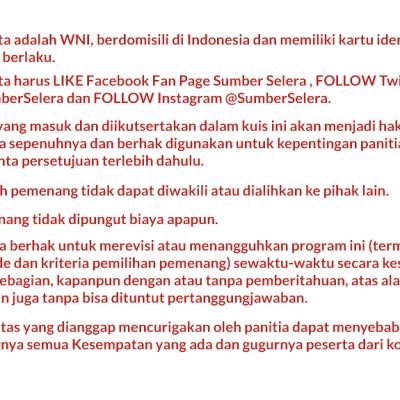 ta adalah WNI, berdomisili di Indonesia dan memiliki kartu iden
berlaku.
ta harus LIKE Facebook Fan Page Sumber Selera , FOLLOW Twi
nberSelera dan FOLLOW Instagram @SumberSelera.
yang masuk dan diikutsertakan dalam kuis ini akan menjadi hak
a sepenuhnya dan berhak digunakan untuk kepentingan paniti
nta persetujuan terlebih dahulu.
h pemenang tidak dapat diwakili atau dialihkan ke pihak lain.
nang tidak dipungut biaya apapun.
a berhak untuk merevisi atau menangguhkan program ini (term
de dan kriteria pemilihan pemenang) sewaktu-waktu secara kes
ebagian, kapanpun dengan atau tanpa pemberitahuan, atas ala
n juga tanpa bisa dituntut pertanggungjawaban.
tas yang dianggap mencurigakan oleh panitia dapat menyebab
nya semua Kesempatan yang ada dan gugurnya peserta dari ko